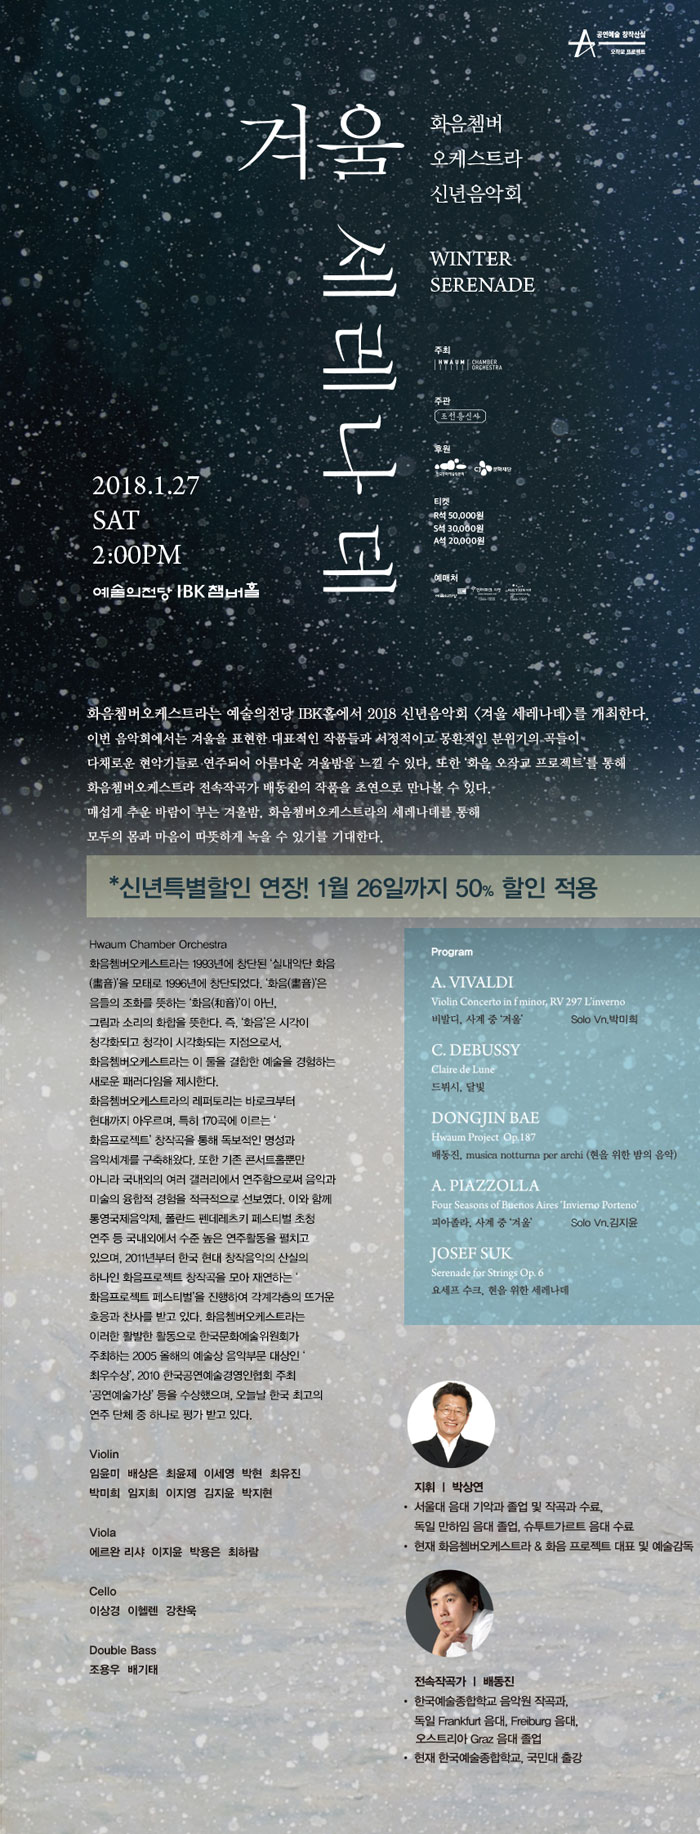 공연예술 창작산실
오작교 프로젝트
겨울
세레나데
화음쳄버
오케스트라
신년음악회
WINTER
SERENADE
주최
HWAUM CHAMBER
ORCHESTRA
주관
조선통신사
후원
CJ문화재단
티켓
R석 50,000원
S석 30,000원
A석 20,000원
예매처
2018.1.27
SAT
2:00PM
예술의전당 IBK챔버홀
화음쳄버오케스트라는 예술의전당 IBK홀에서 2018 신년음악회 〈겨울 세레나데〉를 개최한다.
이번 음악회에서는 겨울을 표현한 대표적인 작품들과 서정적이고 몽환적인 분위기의 곡들이
다채로운 현악기들로 연주되어 아름다운 겨울밤을 느낄 수 있다. 또한 '화음 오작교 프로젝트'를 통해
화음쳄버오케스트라 전속작곡가 배동진의 작품을 초연으로 만나볼 수 있다.
매섭게 추운 바람이 부는 겨울밤. 화음쳄버오케스트라의 세레나데를 통해
모두의 몸과 마음이 따뜻하게 녹을 수 있기를 기대한다.
*신년특별할인 연장! 1월 26일까지 50% 할인 적용
Hwaum Chamber Orchestra
화음쳄버오케스트라는 1993년에 창단된 '실내악단 화음
(畵音)'을 모태로 1996년에 창단되었다. '화음(畵音)'은
음들의 조화를 뜻하는 '화음(和音)'이 아닌,
그림과 소리의 화합을 뜻한다. 즉, '화음'은 시각이
청각화되고 청각이 시각화되는 지점으로서,
화음쳄버오케스트라는 이 둘을 결합한 예술을 경험하는
새로운 패러다임을 제시한다.
화음쳄버오케스트라의 레퍼토리는 바로크부터
현대까지 아우르며, 특히 170곡에 이르는 '
화음프로젝트' 창작곡을 통해 독보적인 명성과
음악세계를 구축해왔다. 또한 기존 콘서트홀뿐만
아니라 국내외의 여러 갤러리에서 연주함으로써 음악과
미술의 융합적 경험을 적극적으로 선보였다. 이와 함께
통영국제음악제, 폴란드 펜데레츠키 페스티벌 초청
연주 등 국내외에서 수준 높은 연주활동을 펼치고
있으며, 2011년부터 한국 현대 창작음악의 산실의
하나인 화음프로젝트 창작곡을 모아 재연하는 '
화음프로젝트 페스티벌'을 진행하여 각계각층의 뜨거운
호응과 찬사를 받고 있다. 화음쳄버오케스트라는
이러한 활발한 활동으로 한국문화예술위원회가
주최하는 2005 올해의 예술상 음악부문 대상인 '
최우수상', 2010 한국공연예술경영인협회 주최
'공연예술가상' 등을 수상했으며, 오늘날 한국 최고의
연주 단체 중 하나로 평가 받고 있다.
Violin
임윤미 배상은 최윤제 이세영 박현 최유진
박미희 임지희 이지영 김지윤 박지현
Viola
에르완 리샤 이지윤 박용은 최하람
Cello
이상경 이헬렌 강찬욱
Double Bass
조용우 배기태
Program
A. VIVALDI
Violin Concerto in f minor, RV 297 L'inverno
비발디, 사계 중 '겨울' Solo Vn.박미희
C. DEBUSSY
Claire de Lune
드뷔시, 달빛
DONGJIN BAE
Hwaum Project Op.187
배동진, musica notturna per archi (현을 위한 밤의 음악)
A. PIAZZOLLA
Four Seasons of Buenos Aires 'Invierno Porteno'
피아졸라, 사계 중 '겨울' Solo Vn.김지윤
JOSEF SUK
Serenade for Strings Op. 6
요세프 수크, 현을 위한 세레나데
지휘 | 박상연
• 서울대 음대 기악과 졸업 및 작곡과 수료,
독일 만하임 음대 졸업, 슈투트가르트 음대 수료
• 현재 화음쳄버오케스트라 & 화음 프로젝트 대표 및 예술감독
전속작곡가 | 배동진
• 한국예술종합학교 음악원 작곡과,
독일 Frankfurt 음대, Freiburg 음대,
오스트리아 Graz 음대 졸업
• 현재 한국예술종합학교, 국민대 출강